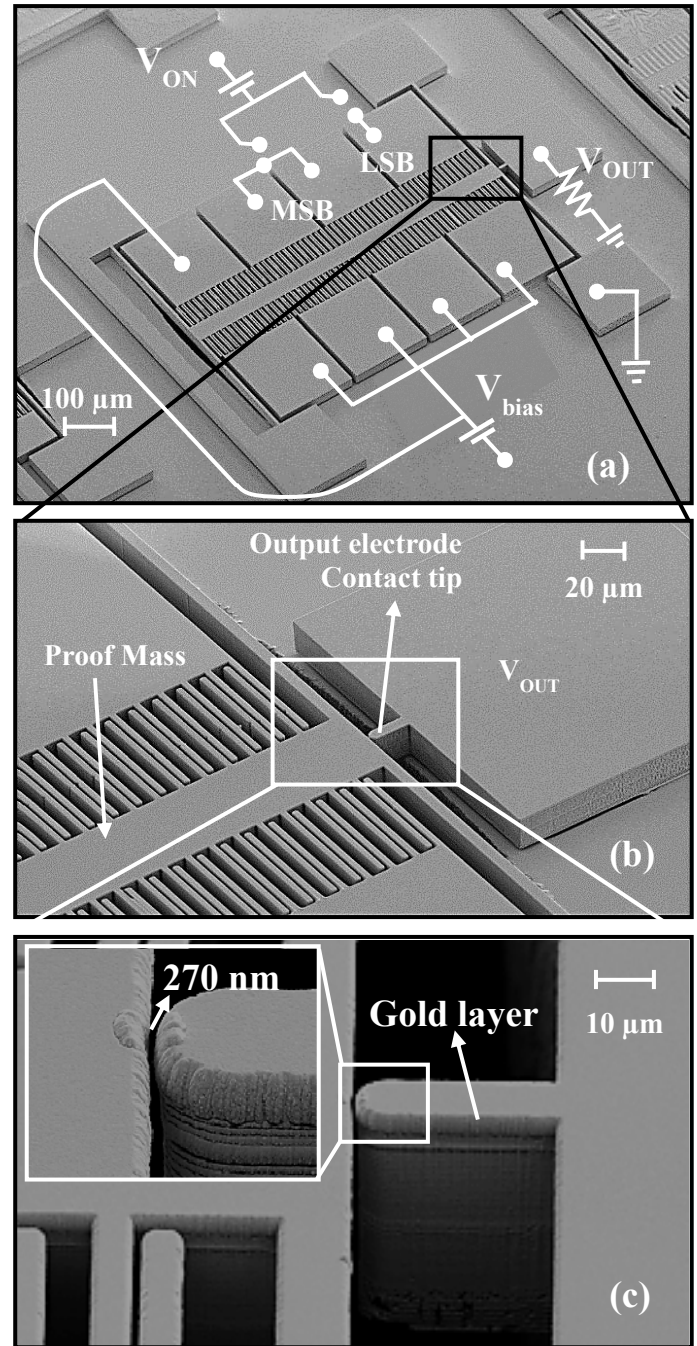 V_ON
LSB
V_OUT
MSB
100 µm
V_bias
(a)
Output electrode
Contact tip
20 µm
Proof Mass
V_OUT
(b)
270 nm
Gold layer
10 µm
(c)